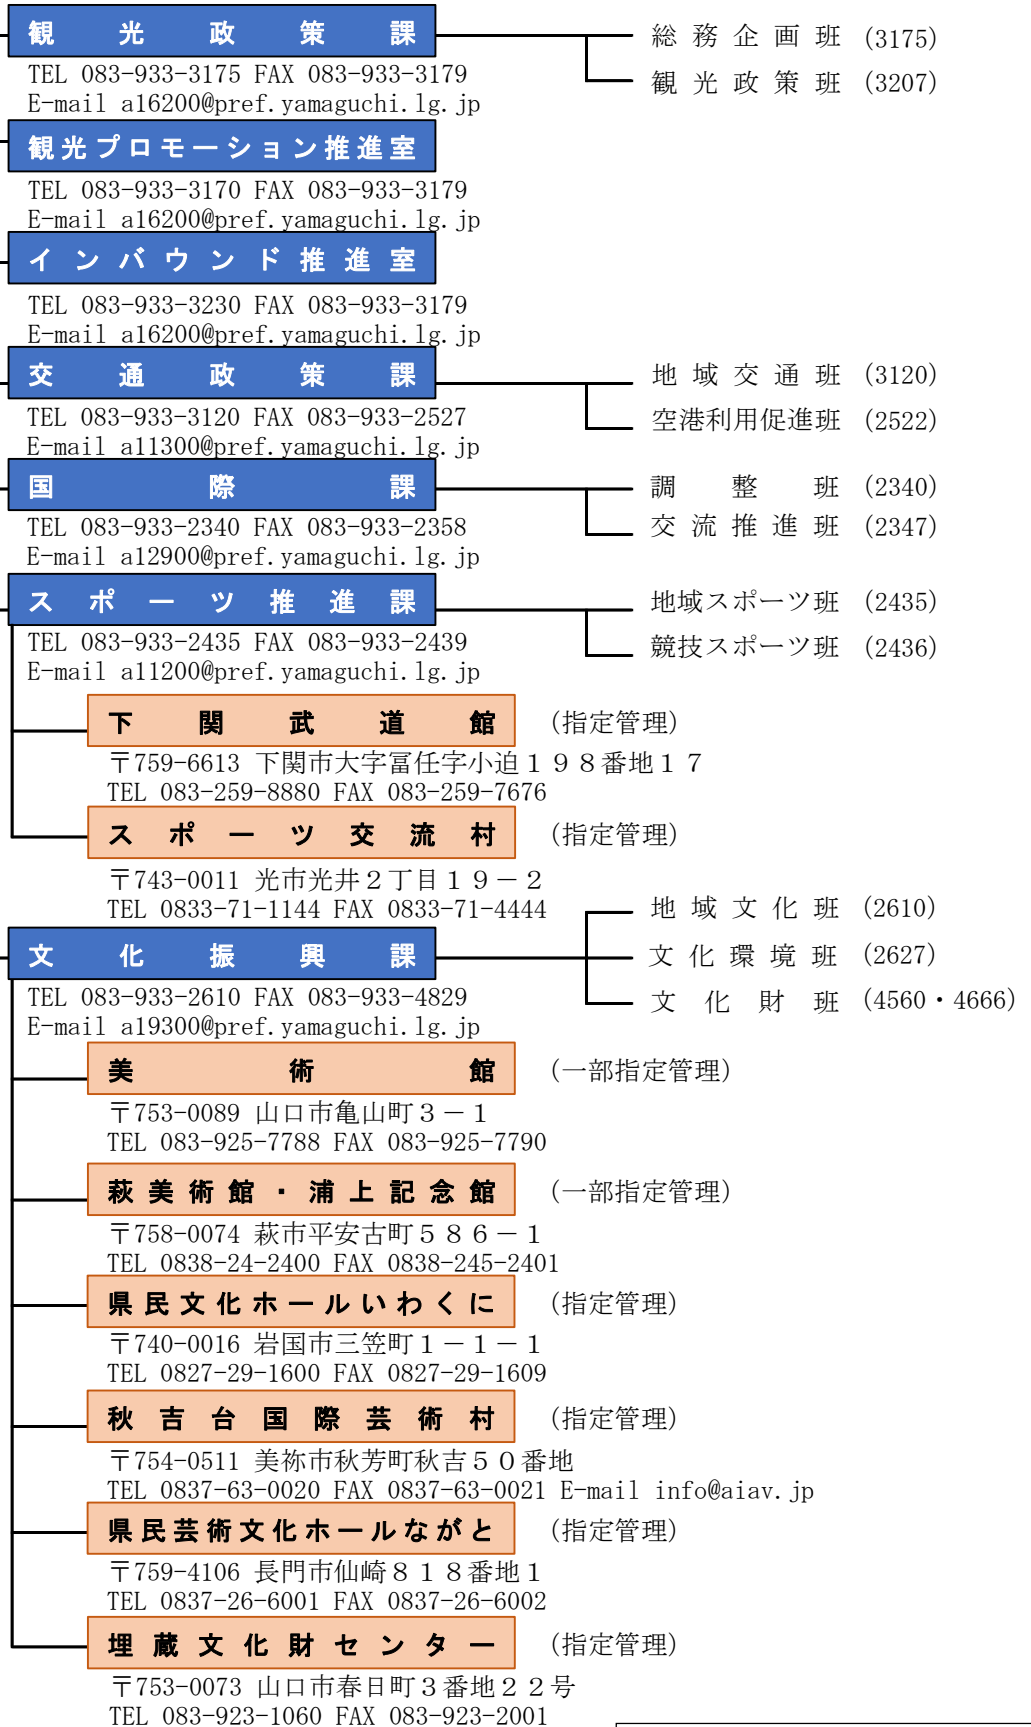 観光政策課
総務企画班 (3175)
TEL 083-933-3175 FAX 083-933-3179
観光政策班 (3207)
E-mail a16200@pref.yamaguchi.lg.jp
観光プロモーション推進室
TEL 083-933-3170 FAX 083-933-3179
E-mail a16200@pref.yamaguchi.lg.jp
インバウンド推進室
TEL 083-933-3230 FAX 083-933-3179
E-mail a16200@pref.yamaguchi.lg.jp
交通政策課
地域交通班 (3120)
TEL 083-933-3120 FAX 083-933-2527
空港利用促進班 (2522)
E-mail a11300@pref.yamaguchi.lg.jp
国際課
調整班 (2340)
TEL 083-933-2340 FAX 083-933-2358
交流推進班 (2347)
E-mail a12900@pref.yamaguchi.lg.jp
スポーツ推進課
地域スポーツ班 (2435)
TEL 083-933-2435 FAX 083-933-2439
競技スポーツ班 (2436)
E-mail a11200@pref.yamaguchi.lg.jp
下関武道館 (指定管理)
〒759-6613 下関市大字冨任字小迫１９８番地１７
TEL 083-259-8880 FAX 083-259-7676
スポーツ交流村 (指定管理)
〒743-0011 光市光井２丁目１９－２
TEL 0833-71-1144 FAX 0833-71-4444
地域文化班 (2610)
文化振興課
文化環境班 (2627)
TEL 083-933-2610 FAX 083-933-4829
文化財班 (4560・4666)
E-mail a19300@pref.yamaguchi.lg.jp
美術館 (一部指定管理)
〒753-0089 山口市亀山町３－１
TEL 083-925-7788 FAX 083-925-7790
萩美術館・浦上記念館 (一部指定管理)
〒758-0074 萩市平安古町５８６－１
TEL 0838-24-2400 FAX 0838-245-2401
県民文化ホールいわくに (指定管理)
〒740-0016 岩国市三笠町１－１－１
TEL 0827-29-1600 FAX 0827-29-1609
秋吉台国際芸術村 (指定管理)
〒754-0511 美祢市秋芳町秋吉５０番地
TEL 0837-63-0020 FAX 0837-63-0021 E-mail info@aiav.jp
県民芸術文化ホールながと (指定管理)
〒759-4106 長門市仙崎８１８番地１
TEL 0837-26-6001 FAX 0837-26-6002
埋蔵文化財センター (指定管理)
〒753-0073 山口市春日町３番地２２号
TEL 083-923-1060 FAX 083-923-2001